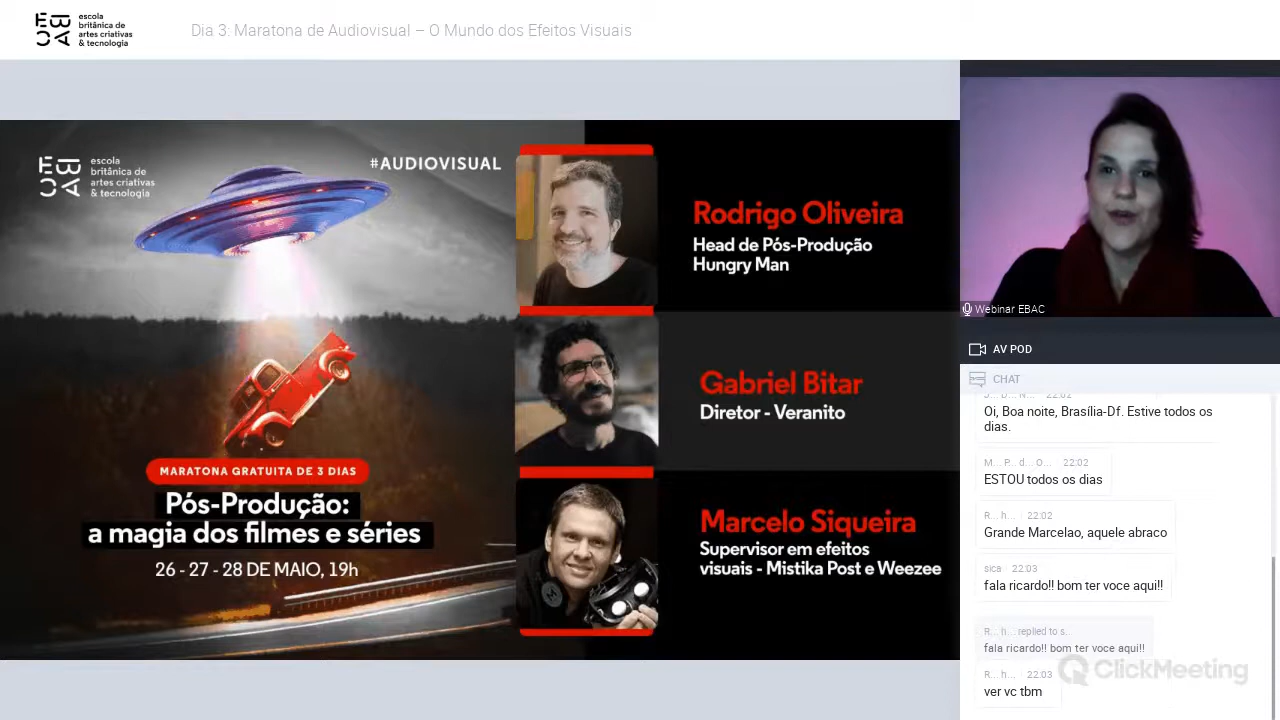 escola
britânica de
artes criativas
& tecnologia
Dia 3: Maratona de Audiovisual – O Mundo dos Efeitos Visuais
escola
britânica de
artes criativas
& tecnologia
#AUDIOVISUAL
MARATONA GRATUITA DE 3 DIAS
Pós-Produção:
a magia dos filmes e séries
26 - 27 - 28 DE MAIO, 19h
Rodrigo Oliveira
Head de Pós-Produção
Hungry Man
Gabriel Bitar
Diretor - Veranito
Marcelo Siqueira
Supervisor em efeitos
visuais - Mistika Post e Weezee
Webinar EBAC
AV POD
CHAT
Oi, Boa noite, Brasília-Df. Estive todos os
dias.
M... P... d... O... 22:02
ESTOU todos os dias
R... h... 22:02
Grande Marcelao, aquele abraco
sica 22:03
fala ricardo!! bom ter voce aqui!!
R... h... replied to s...
fala ricardo!! bom ter voce aqui!!
R... h... 22:03
ver vc tbm
ClickMeeting